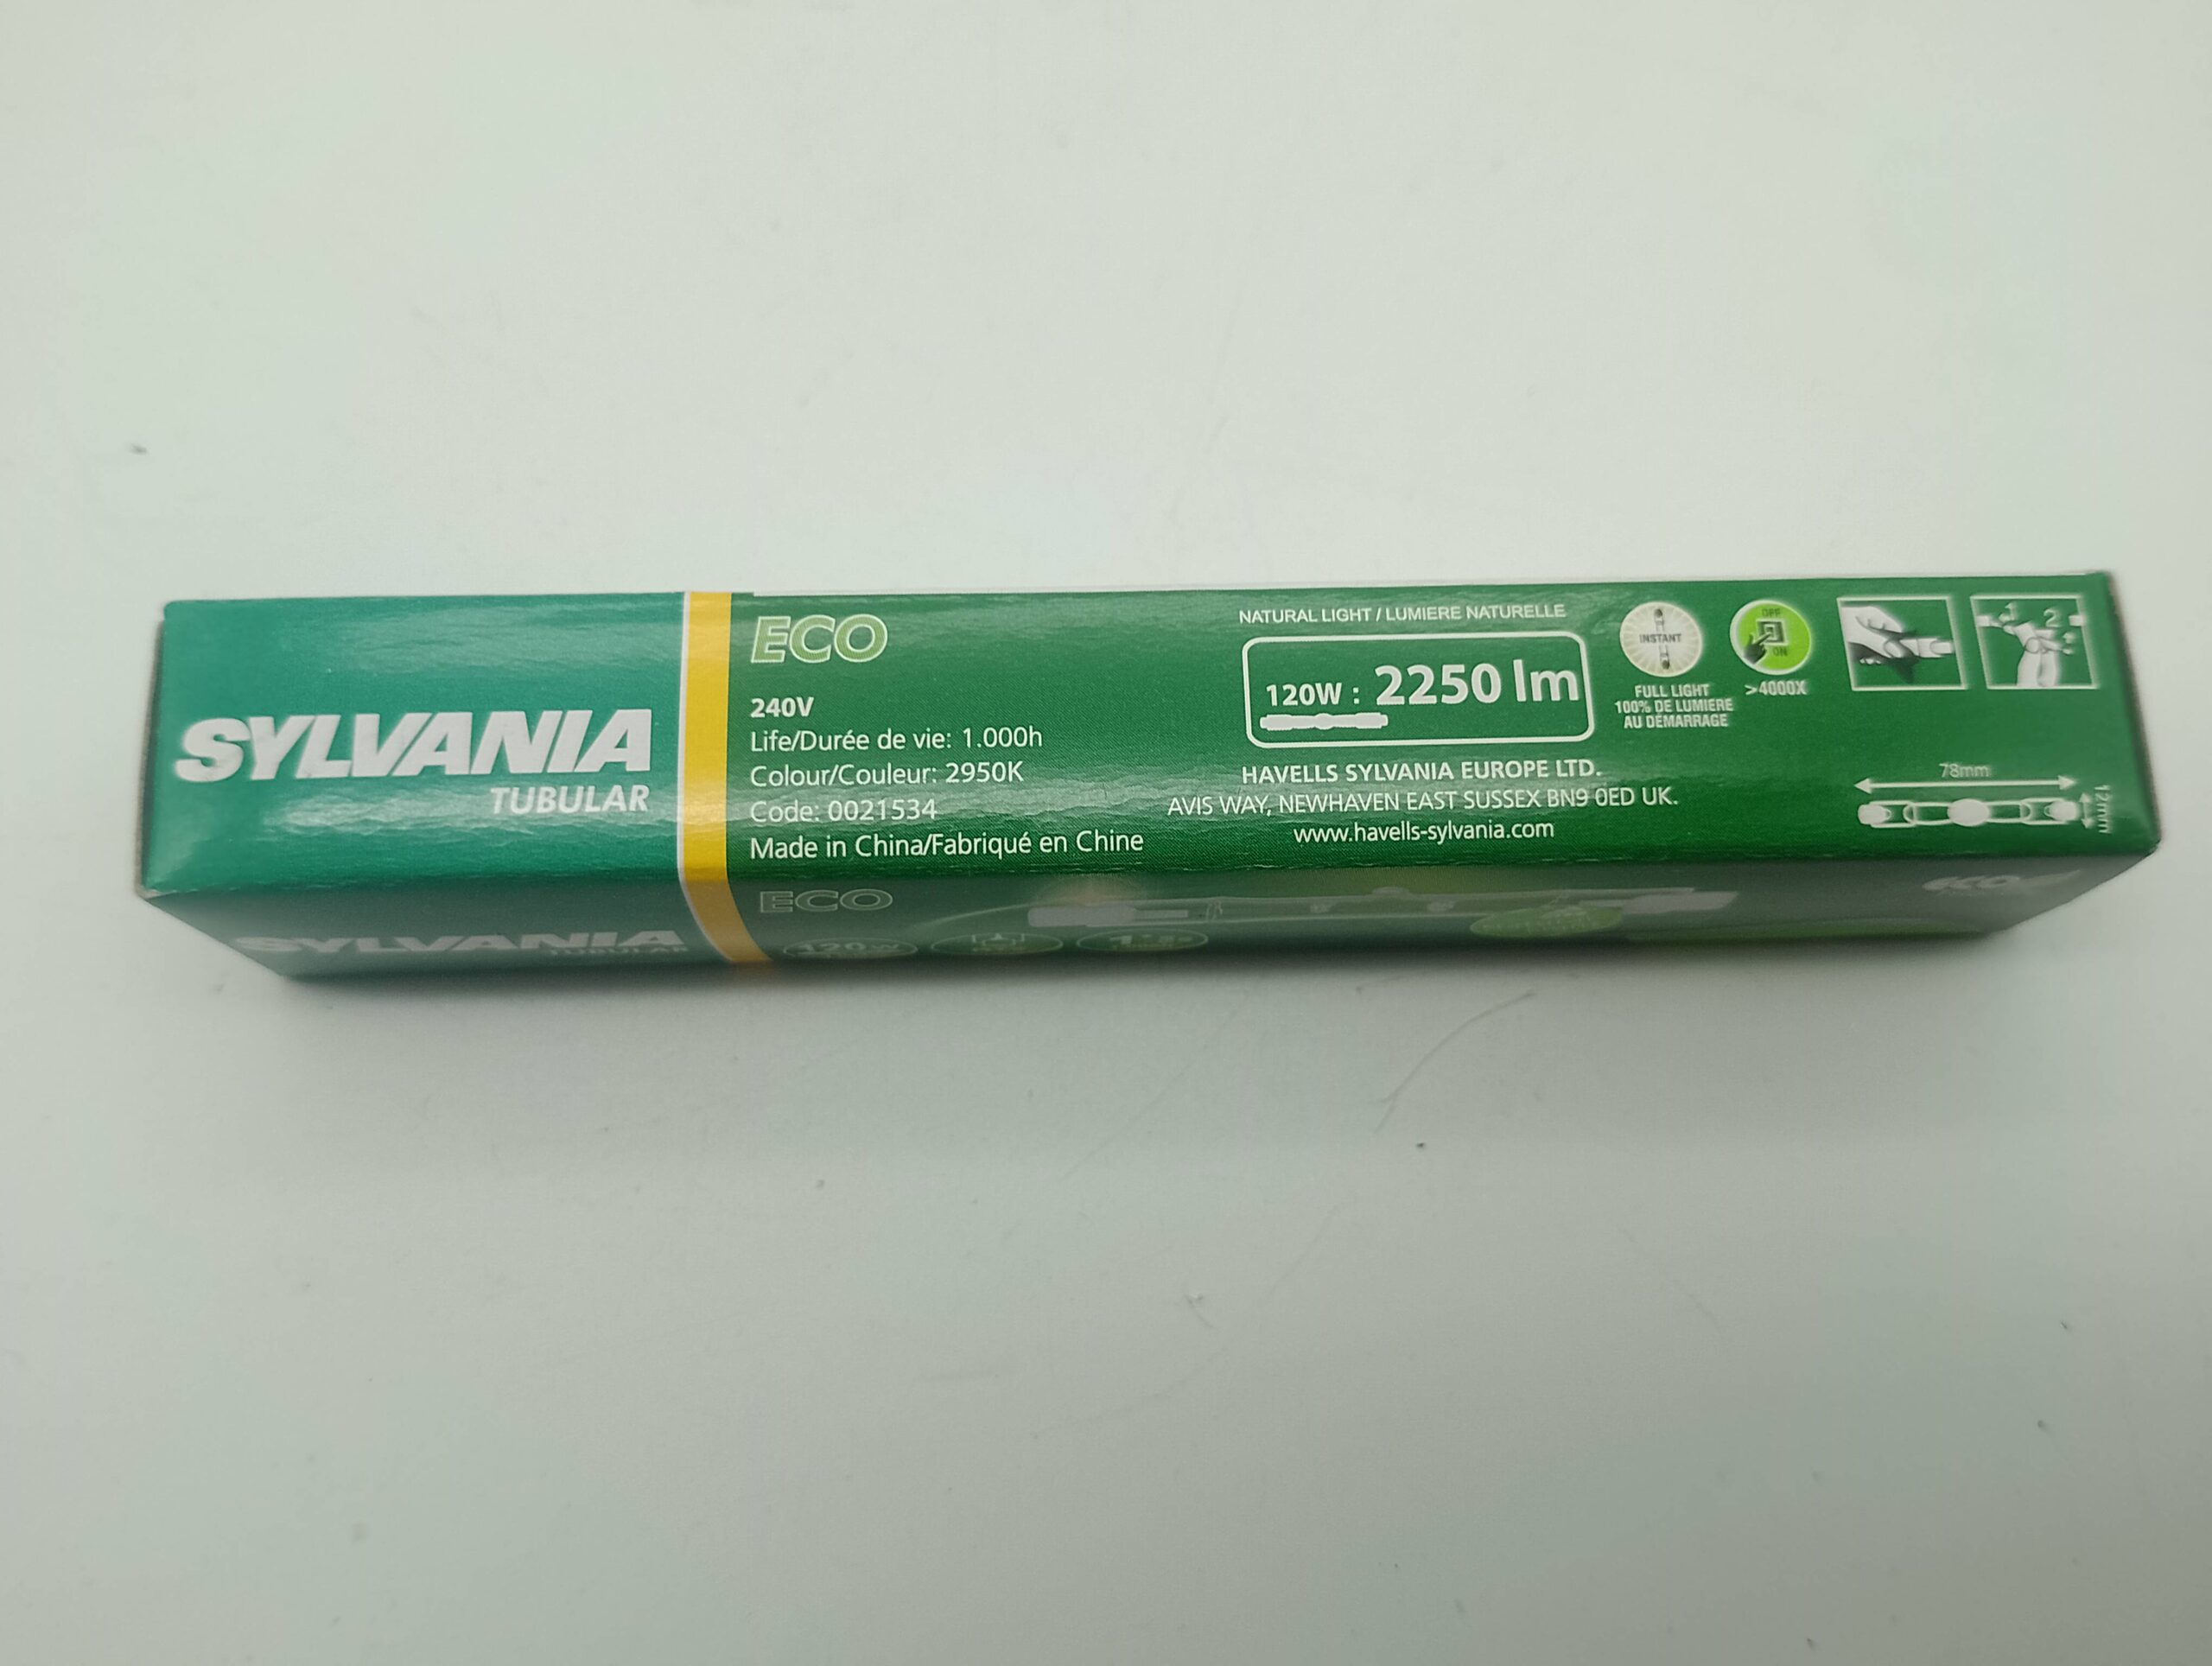 SYLVANIA
TUBULAR
ECO
240V
Life/Durée de vie: 1.000h
Colour/Couleur: 2950K
Code: 0021534
Made in China/Fabriqué en Chine
NATURAL LIGHT / LUMIERE NATURELLE
120W : 2250 lm
HAVELLS SYLVANIA EUROPE LTD.
AVIS WAY, NEWHAVEN EAST SUSSEX BN9 0ED UK.
www.havells-sylvania.com
INSTANT
FULL LIGHT
100% DE LUMIERE
AU DÉMARRAGE
OFF
ON
>4000X
1 2
78mm
12mm
SYLVANIA
TUBULAR
ECO
120W
ECO